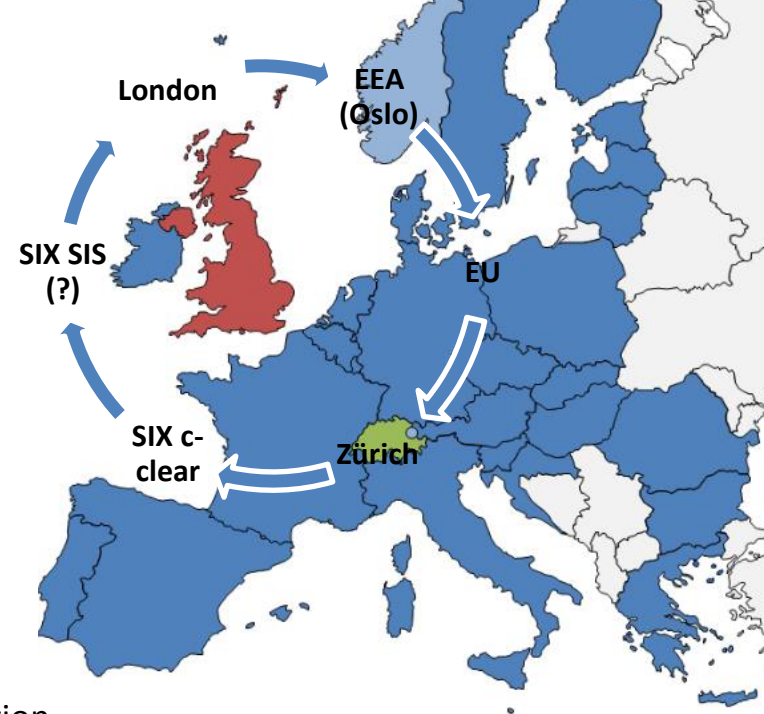 London
EEA
(Oslo)
SIX SIS
(?)
EU
SIX c-
clear
Zürich